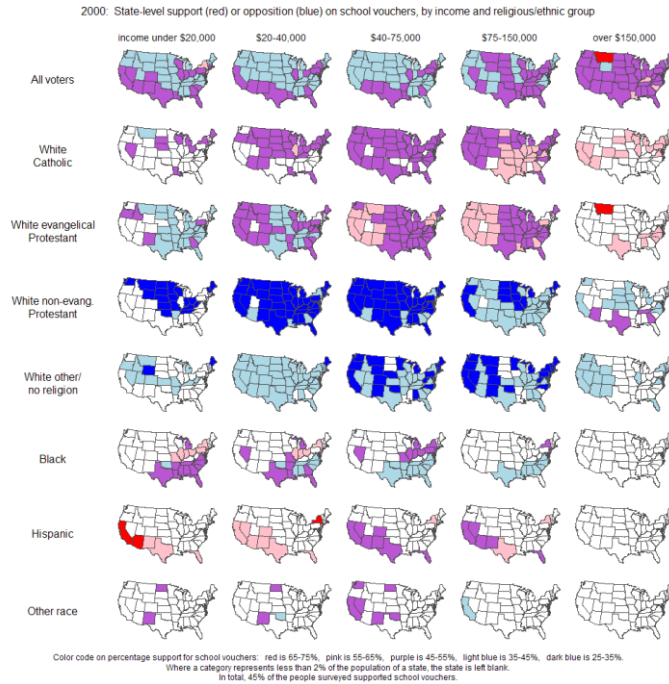 2000: State-level support (red) or opposition (blue) on school vouchers, by income and religious/ethnic group
income under $20,000 $20-40,000 $40-75,000 $75-150,000 over $150,000
All voters
White
Catholic
White evangelical
Protestant
White non-evang.
Protestant
White other/
no religion
Black
Hispanic
Other race
Color code on percentage support for school vouchers: red is 65-75%, pink is 55-65%, purple is 45-55%, light blue is 35-45%, dark blue is 25-35%.
Where a category represents less than 2% of the population of a state, the state is left blank.
In total, 45% of the people surveyed supported school vouchers.